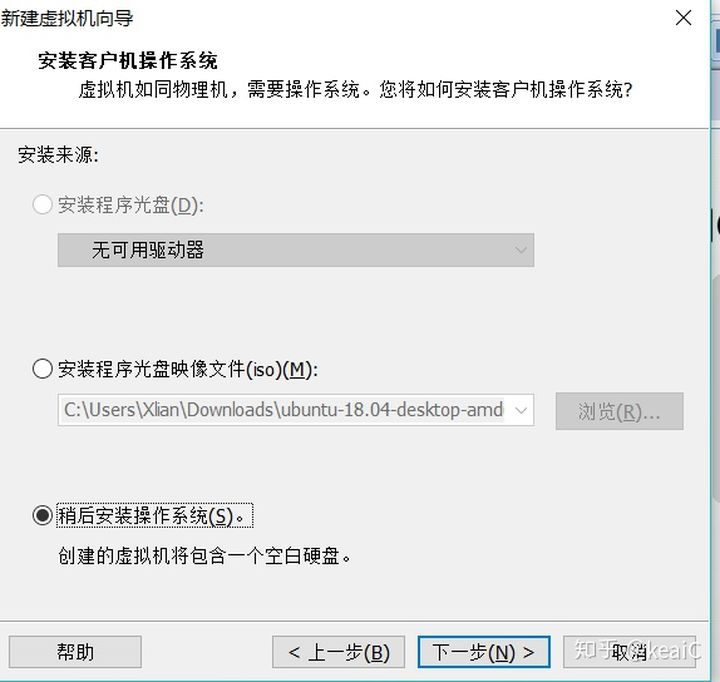 新建虚拟机向导
安装客户机操作系统
虚拟机如同物理机，需要操作系统。您将如何安装客户机操作系统?
安装来源:
安装程序光盘(D):
无可用驱动器
安装程序光盘映像文件(iso)(M):
C:\Users\Xlian\Downloads\ubuntu-18.04-desktop-amd
浏览(R)...
稍后安装操作系统(S)。
创建的虚拟机将包含一个空白硬盘。
帮助
< 上一步(B)
下一步(N) >
取消
知乎 @keaiC